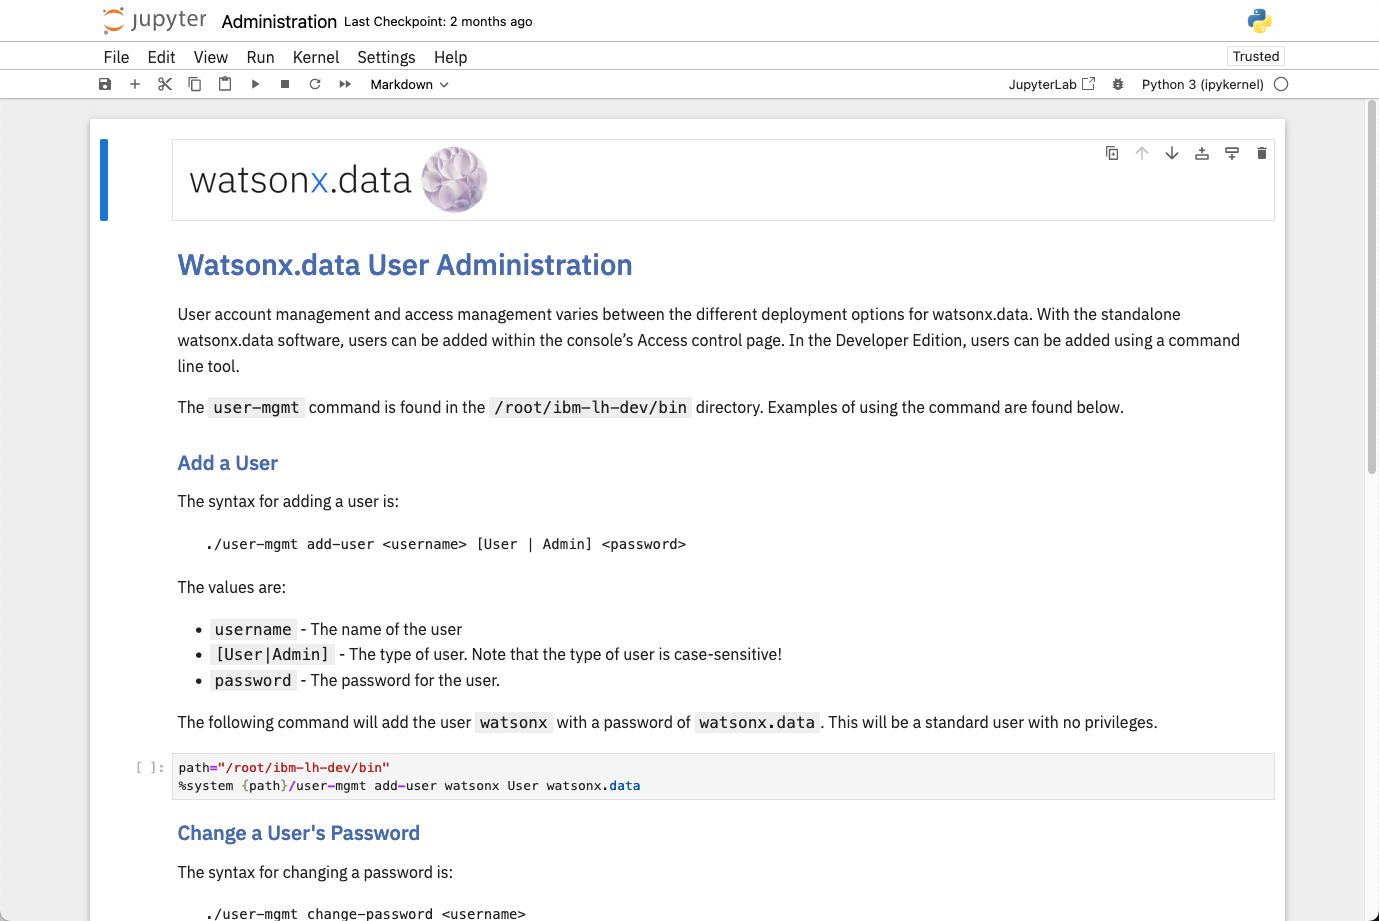 jupyter Administration Last Checkpoint: 2 months ago
File Edit View Run Kernel Settings Help Trusted
Markdown JupyterLab Python 3 (ipykernel)
watsonx.data
Watsonx.data User Administration
User account management and access management varies between the different deployment options for watsonx.data. With the standalone
watsonx.data software, users can be added within the console’s Access control page. In the Developer Edition, users can be added using a command
line tool.
The user-mgmt command is found in the /root/ibm-lh-dev/bin directory. Examples of using the command are found below.
Add a User
The syntax for adding a user is:
./user-mgmt add-user <username> [User | Admin] <password>
The values are:
• username - The name of the user
• [User|Admin] - The type of user. Note that the type of user is case-sensitive!
• password - The password for the user.
The following command will add the user watsonx with a password of watsonx.data. This will be a standard user with no privileges.
[ ]: path="/root/ibm-lh-dev/bin"
%system {path}/user-mgmt add-user watsonx User watsonx.data
Change a User's Password
The syntax for changing a password is:
./user-mgmt change-password <username>